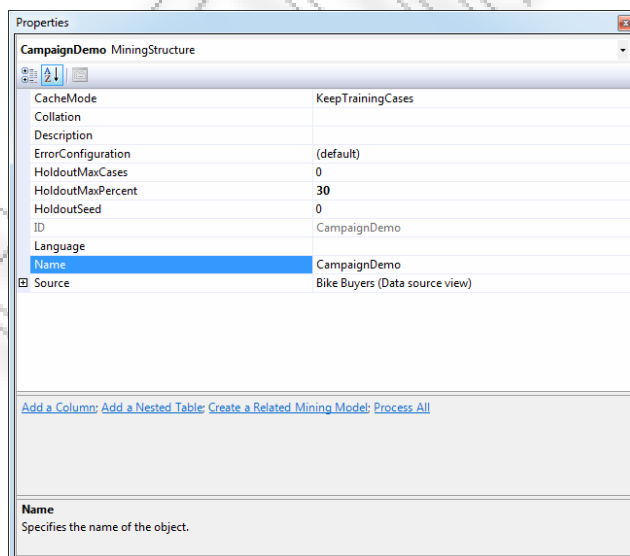 Properties
CampaignDemo MiningStructure
CacheMode KeepTrainingCases
Collation
Description
ErrorConfiguration (default)
HoldoutMaxCases 0
HoldoutMaxPercent 30
HoldoutSeed 0
ID CampaignDemo
Language
Name CampaignDemo
Source Bike Buyers (Data source view)
Add a Column; Add a Nested Table; Create a Related Mining Model; Process All
Name
Specifies the name of the object.